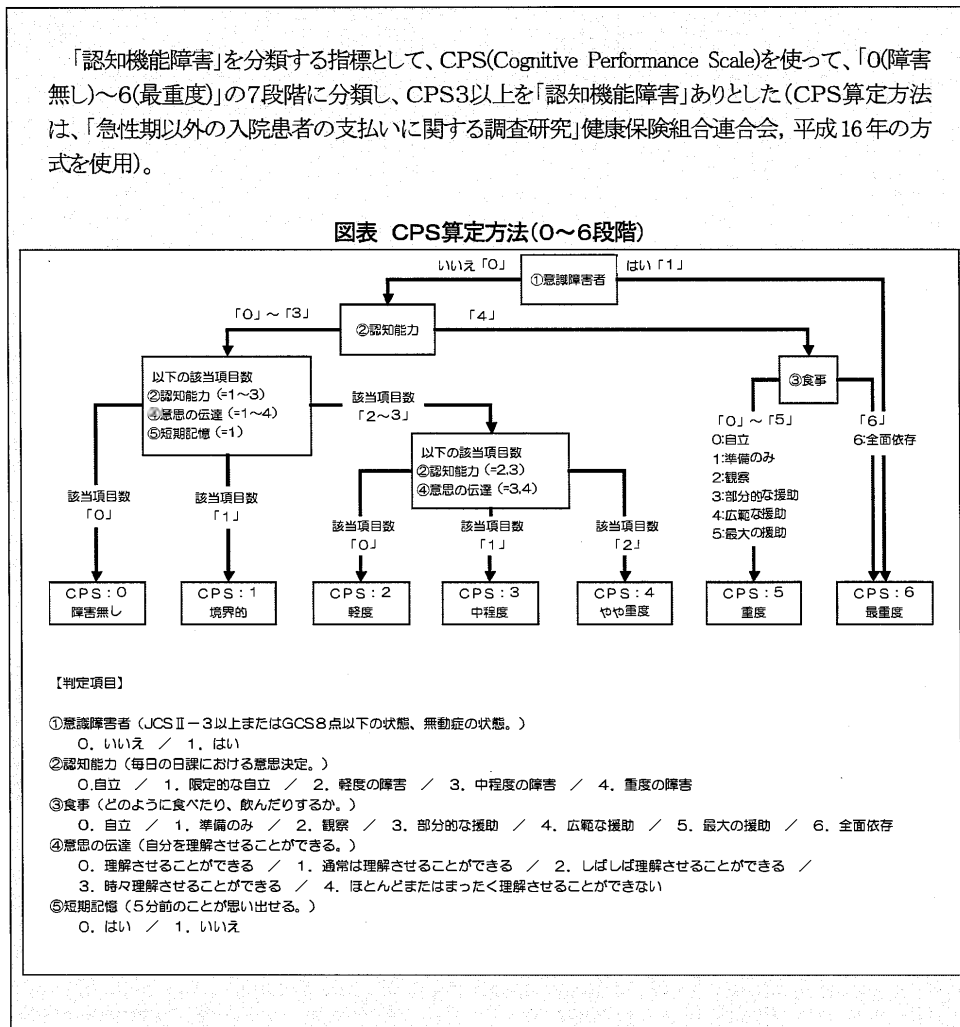 「認知機能障害」を分類する指標として、CPS(Cognitive Performance Scale)を使って、「0(障害
無し)～6(最重度)」の7段階に分類し、CPS3以上を「認知機能障害」ありとした(CPS算定方法
は、「急性期以外の入院患者の支払いに関する調査研究」健康保険組合連合会, 平成16年の方
式を使用)。
図表 CPS算定方法(0～6段階)
いいえ「0」
①意識障害者
はい「1」
「0」～「3」
②認知能力
「4」
以下の該当項目数
②認知能力 (=1～3)
④意思の伝達 (=1～4)
⑤短期記憶 (=1)
該当項目数
「2～3」
③食事
「0」～「5」
0:自立
1:準備のみ
2:観察
3:部分的な援助
4:広範な援助
5:最大の援助
「6」
6:全面依存
以下の該当項目数
②認知能力 (=2,3)
④意思の伝達 (=3,4)
該当項目数
「0」
該当項目数
「1」
該当項目数
「0」
該当項目数
「1」
該当項目数
「2」
CPS:0
障害無し
CPS:1
境界的
CPS:2
軽度
CPS:3
中程度
CPS:4
やや重度
CPS:5
重度
CPS:6
最重度
【判定項目】
①意識障害者 (JCSⅡ-3以上またはGCS8点以下の状態、無動症の状態。)
0. いいえ / 1. はい
②認知能力 (毎日の日課における意思決定。)
0.自立 / 1. 限定的な自立 / 2. 軽度の障害 / 3. 中程度の障害 / 4. 重度の障害
③食事 (どのように食べたり、飲んだりするか。)
0. 自立 / 1. 準備のみ / 2. 観察 / 3. 部分的な援助 / 4. 広範な援助 / 5. 最大の援助 / 6. 全面依存
④意思の伝達 (自分を理解させることができる。)
0. 理解させることができる / 1. 通常は理解させることができる / 2. しばしば理解させることができる /
3. 時々理解させることができる / 4. ほとんどまたはまったく理解させることができない
⑤短期記憶 (5分前のことが思い出せる。)
0. はい / 1. いいえ